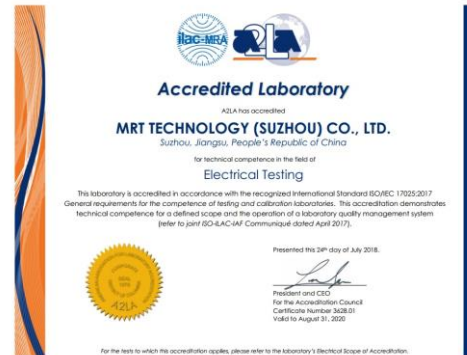 ilac-MRA
A2LA
Accredited Laboratory
A2LA has accredited
MRT TECHNOLOGY (SUZHOU) CO., LTD.
Suzhou, Jiangsu, People's Republic of China
for technical competence in the field of
Electrical Testing
This laboratory is accredited in accordance with the recognized International Standard ISO/IEC 17025:2017
General requirements for the competence of testing and calibration laboratories. This accreditation demonstrates
technical competence for a defined scope and the operation of a laboratory quality management system
(refer to joint ISO-ILAC-IAF Communiqué dated April 2017).
Presented this 24th day of July 2018.
President and CEO
For the Accreditation Council
Certificate Number 3628.01
Valid to August 31, 2020
A2LA
For the tests to which this accreditation applies, please refer to the laboratory's Electrical Scope of Accreditation.